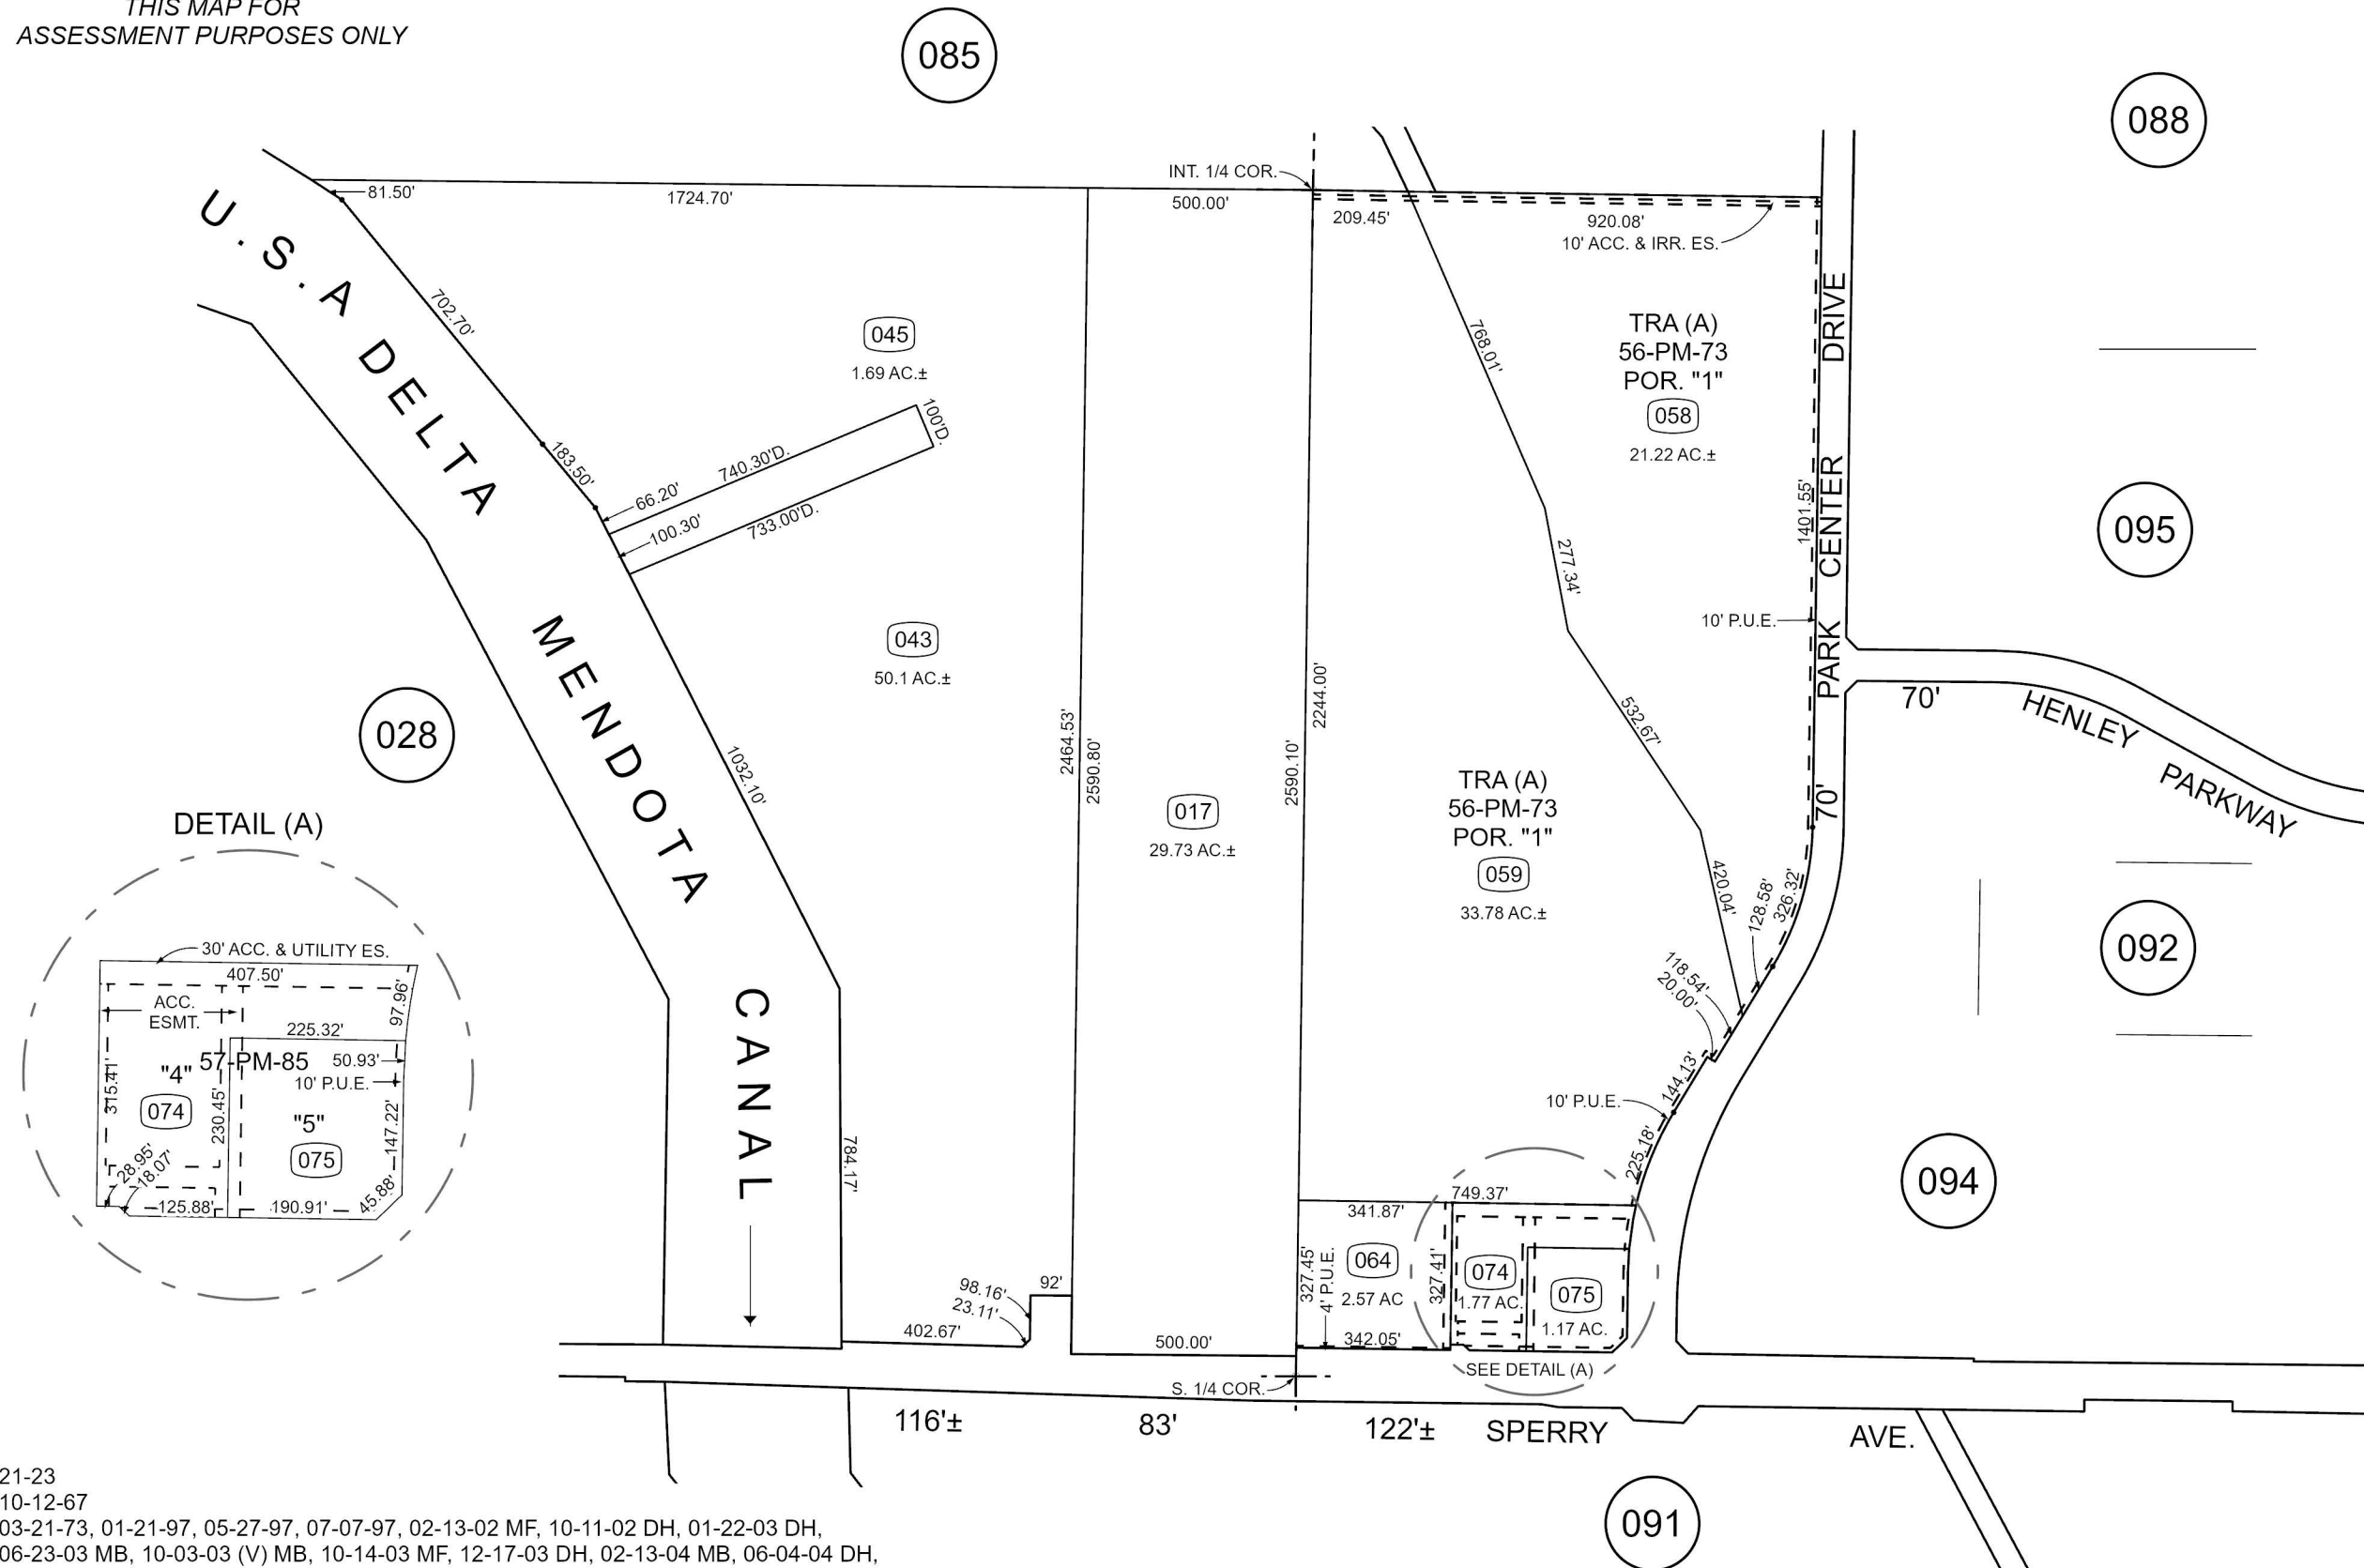 THIS MAP FOR
ASSESSMENT PURPOSES ONLY
085
088
INT. 1/4 COR.
81.50'
1724.70'
500.00'
209.45'
920.08'
10' ACC. & IRR. ES.
U.S.A DELTA MENDOTA CANAL
702.70'
045
1.69 AC.±
183.50'
66.20'
740.30'D.
100'D.
100.30'
733.00'D.
768.01'
TRA (A)
56-PM-73
POR. "1"
058
21.22 AC.±
1401.55'
PARK CENTER DRIVE
095
277.34'
10' P.U.E.
043
50.1 AC.±
028
1032.10'
2464.53'
2590.80'
2590.10'
2244.00'
532.67'
70'
70'
HENLEY PARKWAY
017
29.73 AC.±
TRA (A)
56-PM-73
POR. "1"
059
33.78 AC.±
420.04'
128.58'
326.32'
118.54'
20.00'
092
DETAIL (A)
30' ACC. & UTILITY ES.
407.50'
ACC.
ESMT.
97.96'
225.32'
57-PM-85
50.93'
10' P.U.E.
"4"
315.41'
074
230.45'
"5"
147.22'
075
28.95'
18.07'
125.88'
190.91'
45.88'
784.17'
144.13'
10' P.U.E.
225.18'
094
749.37'
341.87'
327.45'
4' P.U.E.
064
2.57 AC
327.41'
074
1.77 AC.
075
1.17 AC.
342.05'
SEE DETAIL (A)
98.16'
23.11'
92'
402.67'
500.00'
S. 1/4 COR.
116'±
83'
122'±
SPERRY
AVE.
091
21-23
10-12-67
03-21-73, 01-21-97, 05-27-97, 07-07-97, 02-13-02 MF, 10-11-02 DH, 01-22-03 DH,
06-23-03 MB, 10-03-03 (V) MB, 10-14-03 MF, 12-17-03 DH, 02-13-04 MB, 06-04-04 DH,